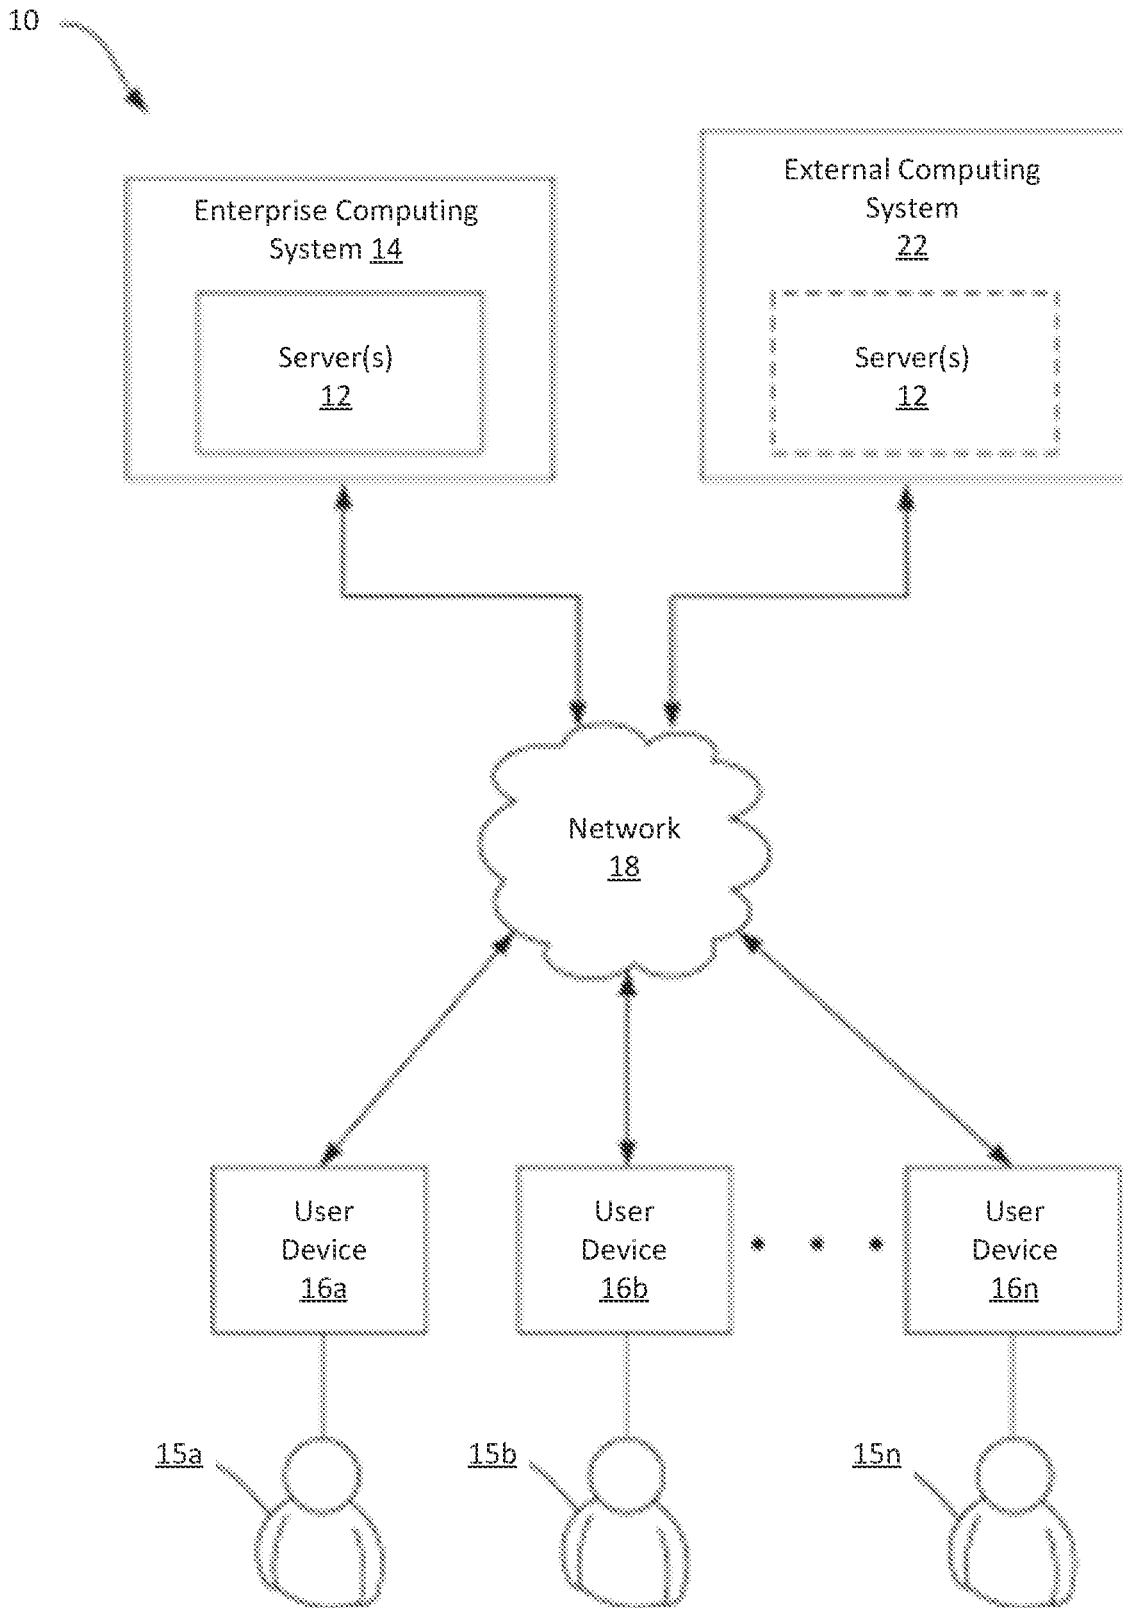 10
Enterprise Computing
System 14
Server(s)
12
External Computing
System
22
Server(s)
12
Network
18
User
Device
16a
User
Device
16b
User
Device
16n
15a
15b
15n